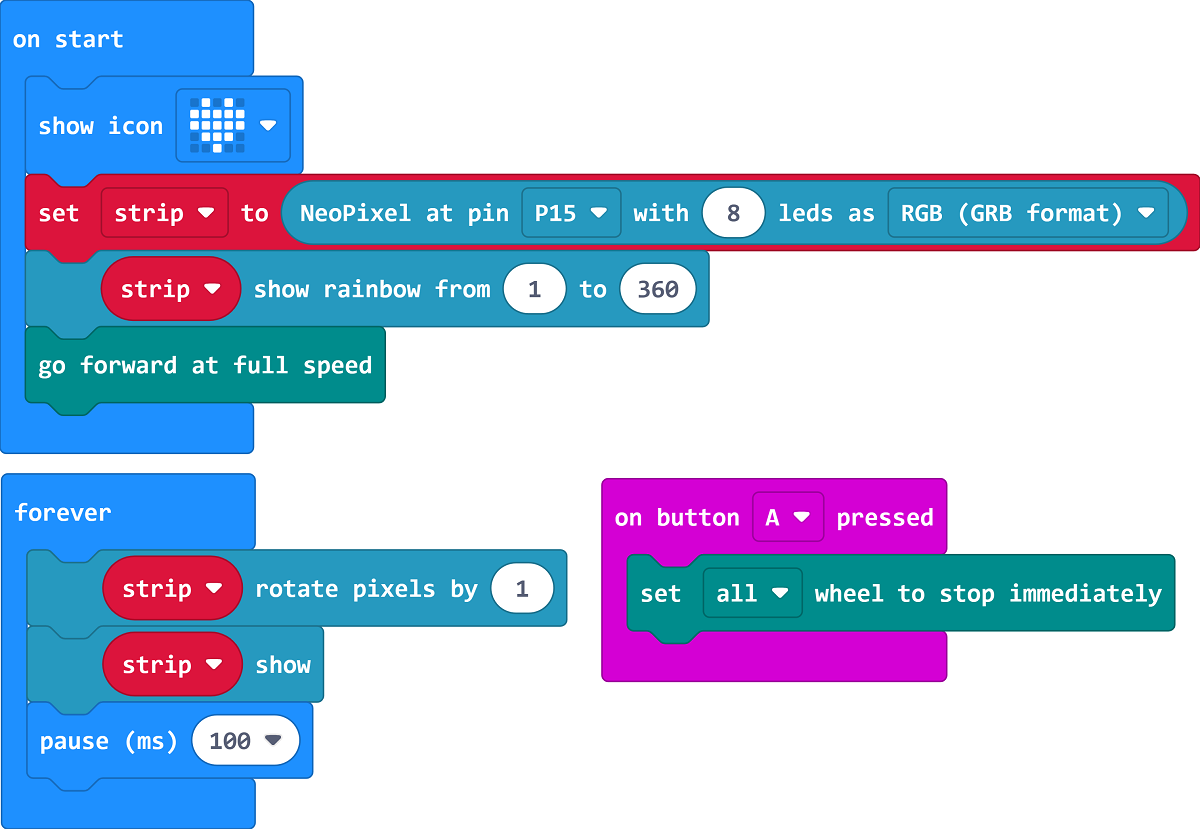 on start
show icon
set strip to NeoPixel at pin P15 with 8 leds as RGB (GRB format)
strip show rainbow from 1 to 360
go forward at full speed
forever
strip rotate pixels by 1
strip show
pause (ms) 100
on button A pressed
set all wheel to stop immediately